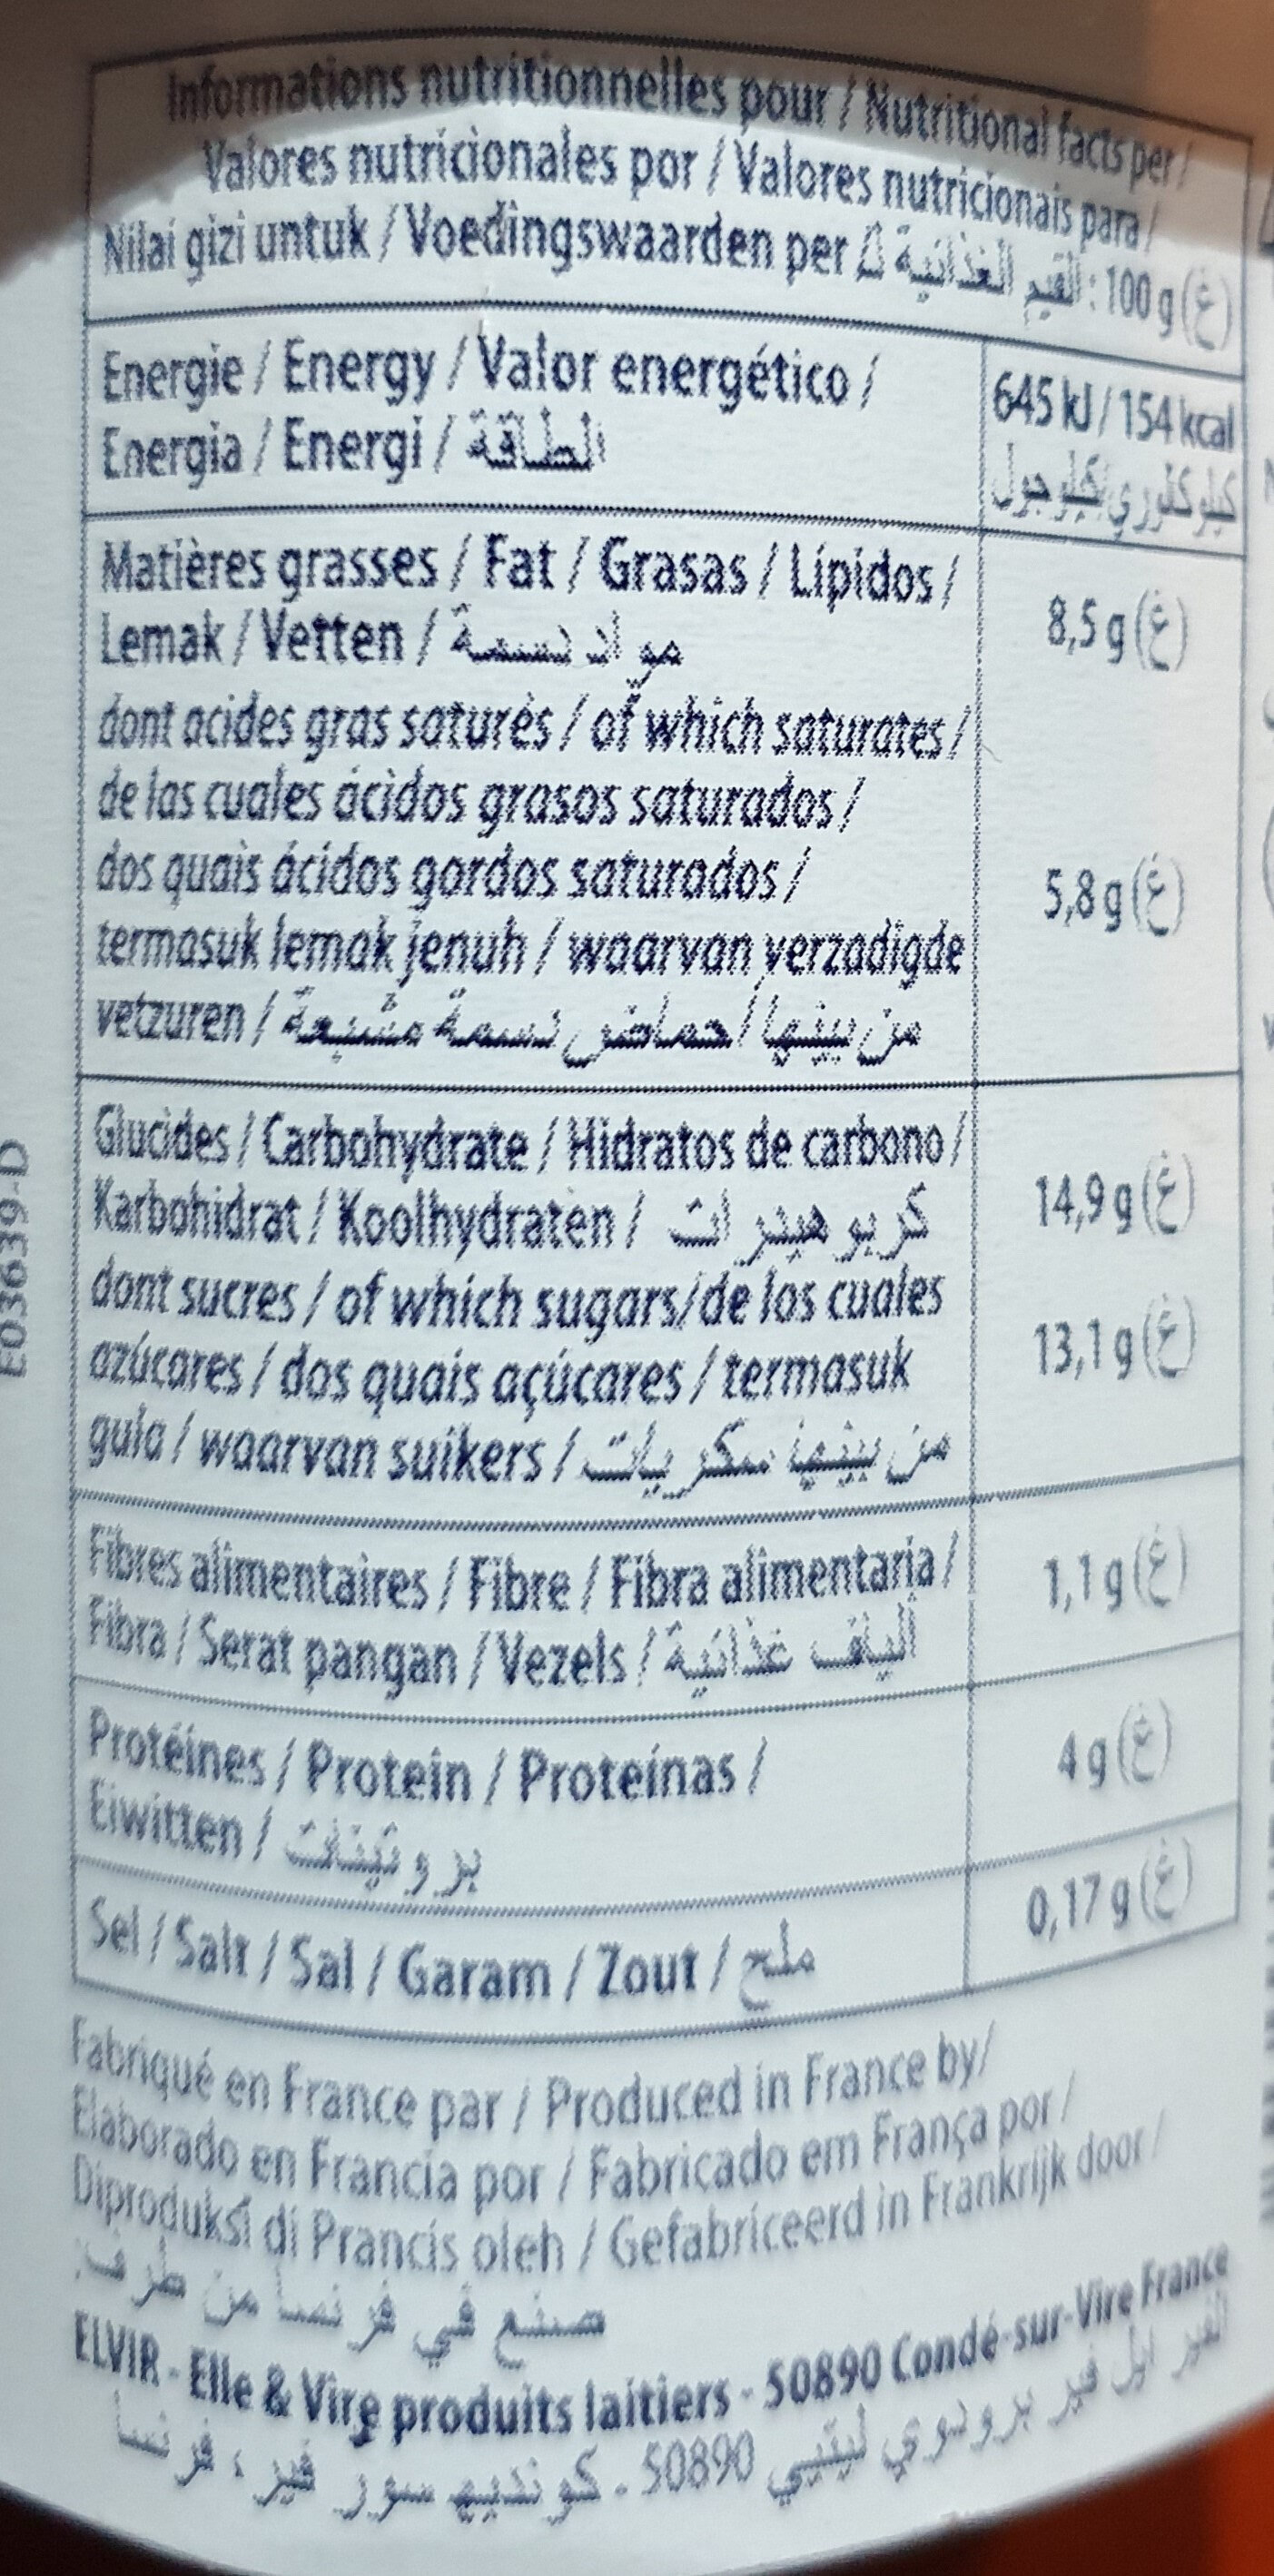 Informations nutritionnelles pour / Nutritional facts per /
Valores nutricionales por / Valores nutricionais para /
Nilai gizi untuk / Voedingswaarden per القيم الغذائية لـ : 100 g (غ)
Energie / Energy / Valor energético /
Energia / Energi / الطاقة
645 kJ / 154 kcal
كيلوكالوري/كيلوجول
Matières grasses / Fat / Grasas / Lípidos /
Lemak / Vetten / مواد دسمة
8,5 g (غ)
dont acides gras saturés / of which saturates /
de las cuales ácidos grasos saturados /
dos quais ácidos gordos saturados /
termasuk lemak jenuh / waarvan verzadigde
vetzuren / من بينها أحماض دسمة مشبعة
5,8 g (غ)
Glucides / Carbohydrate / Hidratos de carbono /
Karbohidrat / Koolhydraten / كربوهيدرات
14,9 g (غ)
dont sucres / of which sugars/de los cuales
azúcares / dos quais açúcares / termasuk
gula / waarvan suikers / من بينها سكريات
13,1 g (غ)
Fibres alimentaires / Fibre / Fibra alimentaria /
Fibra / Serat pangan / Vezels / ألياف غذائية
1,1 g (غ)
Protéines / Protein / Proteínas /
Eiwitten / بروتينات
4 g (غ)
Sel / Salt / Sal / Garam / Zout / ملح
0,17 g (غ)
Fabriqué en France par / Produced in France by/
Elaborado en Francia por / Fabricado em França por /
Diproduksi di Prancis oleh / Gefabriceerd in Frankrijk door /
صنع في فرنسا من طرف:
ELVIR - Elle & Vire produits laitiers - 50890 Condé-sur-Vire France
فير برودوي ليتيي 50890 - كونديه سور فير ، فرنسا
E03639-D